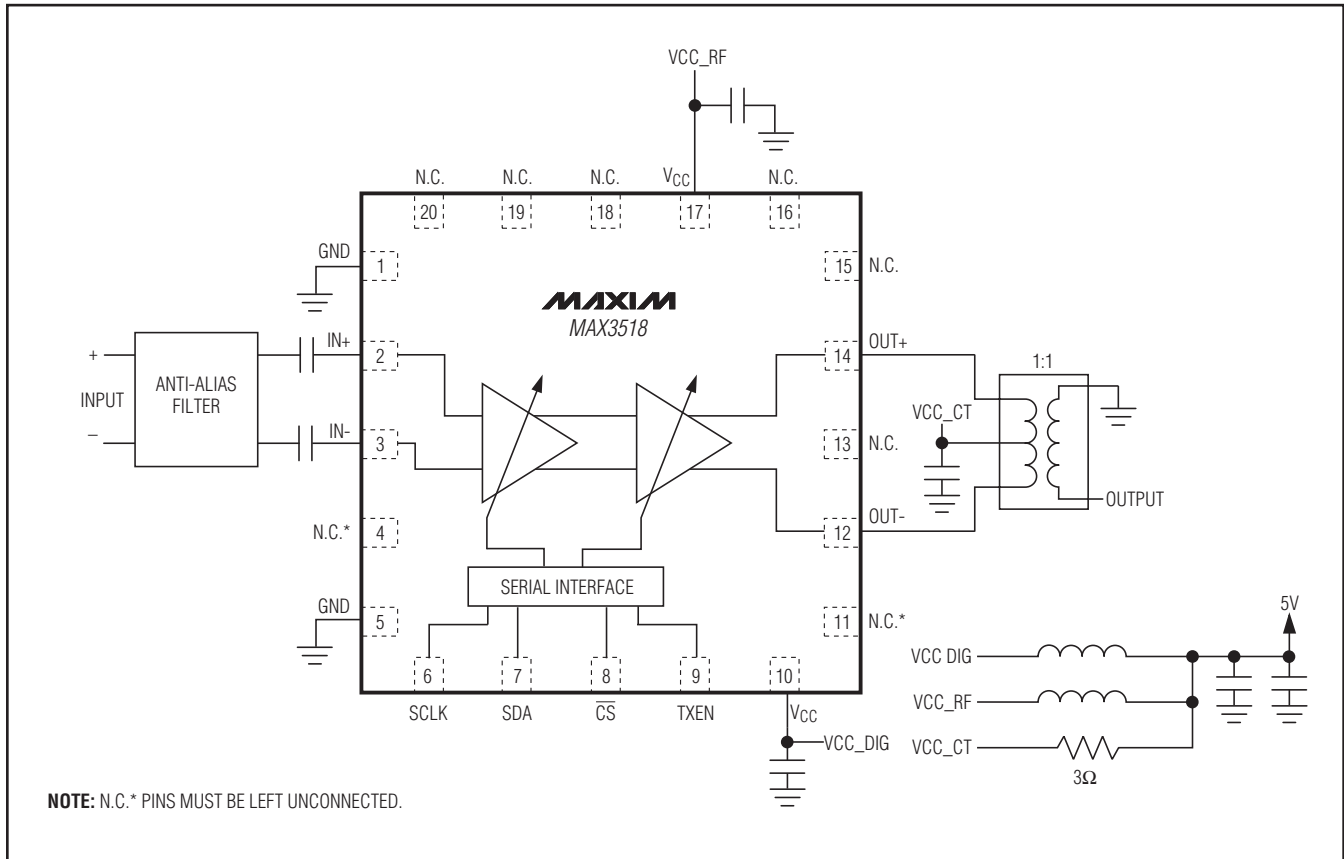 VCC_RF
N.C.
N.C.
N.C.
VCC
N.C.
20
19
18
17
16
GND
1
15
N.C.
MAXIM
MAX3518
IN+
2
14
OUT+
1:1
+
INPUT
–
ANTI-ALIAS
FILTER
VCC_CT
IN-
3
13
N.C.
OUTPUT
OUT-
N.C.*
4
12
SERIAL INTERFACE
GND
5
11
N.C.*
5V
VCC DIG
6
7
8
9
10
VCC_RF
SCLK
SDA
CS
TXEN
VCC
VCC_DIG
VCC_CT
3Ω
NOTE: N.C.* PINS MUST BE LEFT UNCONNECTED.